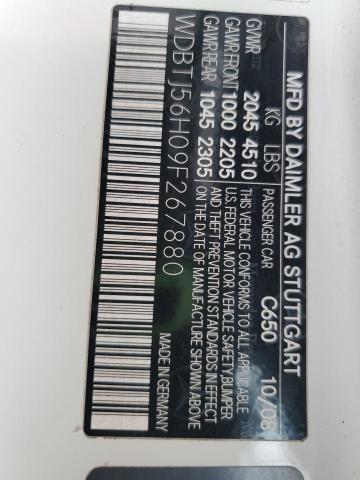 MFD BY DAIMLER AG STUTTGART
KG LBS PASSENGER CAR C650 10/08
GVWR 2045 4510
GAWR FRONT 1000 2205
GAWR REAR 1045 2305
THIS VEHICLE CONFORMS TO ALL APPLICABLE
U.S. FEDERAL MOTOR VEHICLE SAFETY BUMPER
AND THEFT PREVENTION STANDARDS IN EFFECT
ON THE DATE OF MANUFACTURE SHOWN ABOVE
WDBTJ56H09F267880
MADE IN GERMANY